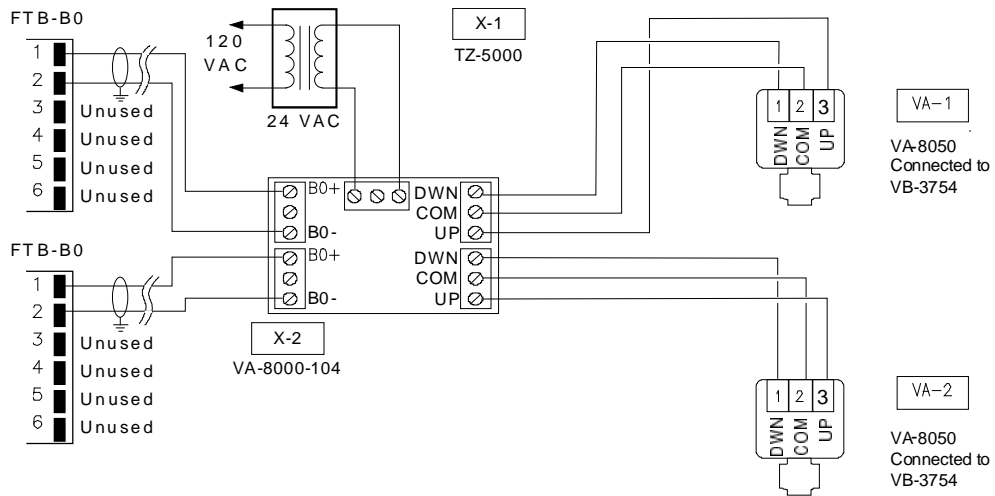 FTB-B0
1
2
3 Unused
4 Unused
5 Unused
6 Unused
120
VAC
24 VAC
X-1
TZ-5000
1 2 3
DWN
COM
UP
VA-1
VA-8050
Connected to
VB-3754
B0+
B0-
B0+
B0-
DWN
COM
UP
DWN
COM
UP
FTB-B0
1
2
3 Unused
4 Unused
5 Unused
6 Unused
X-2
VA-8000-104
1 2 3
DWN
COM
UP
VA-2
VA-8050
Connected to
VB-3754